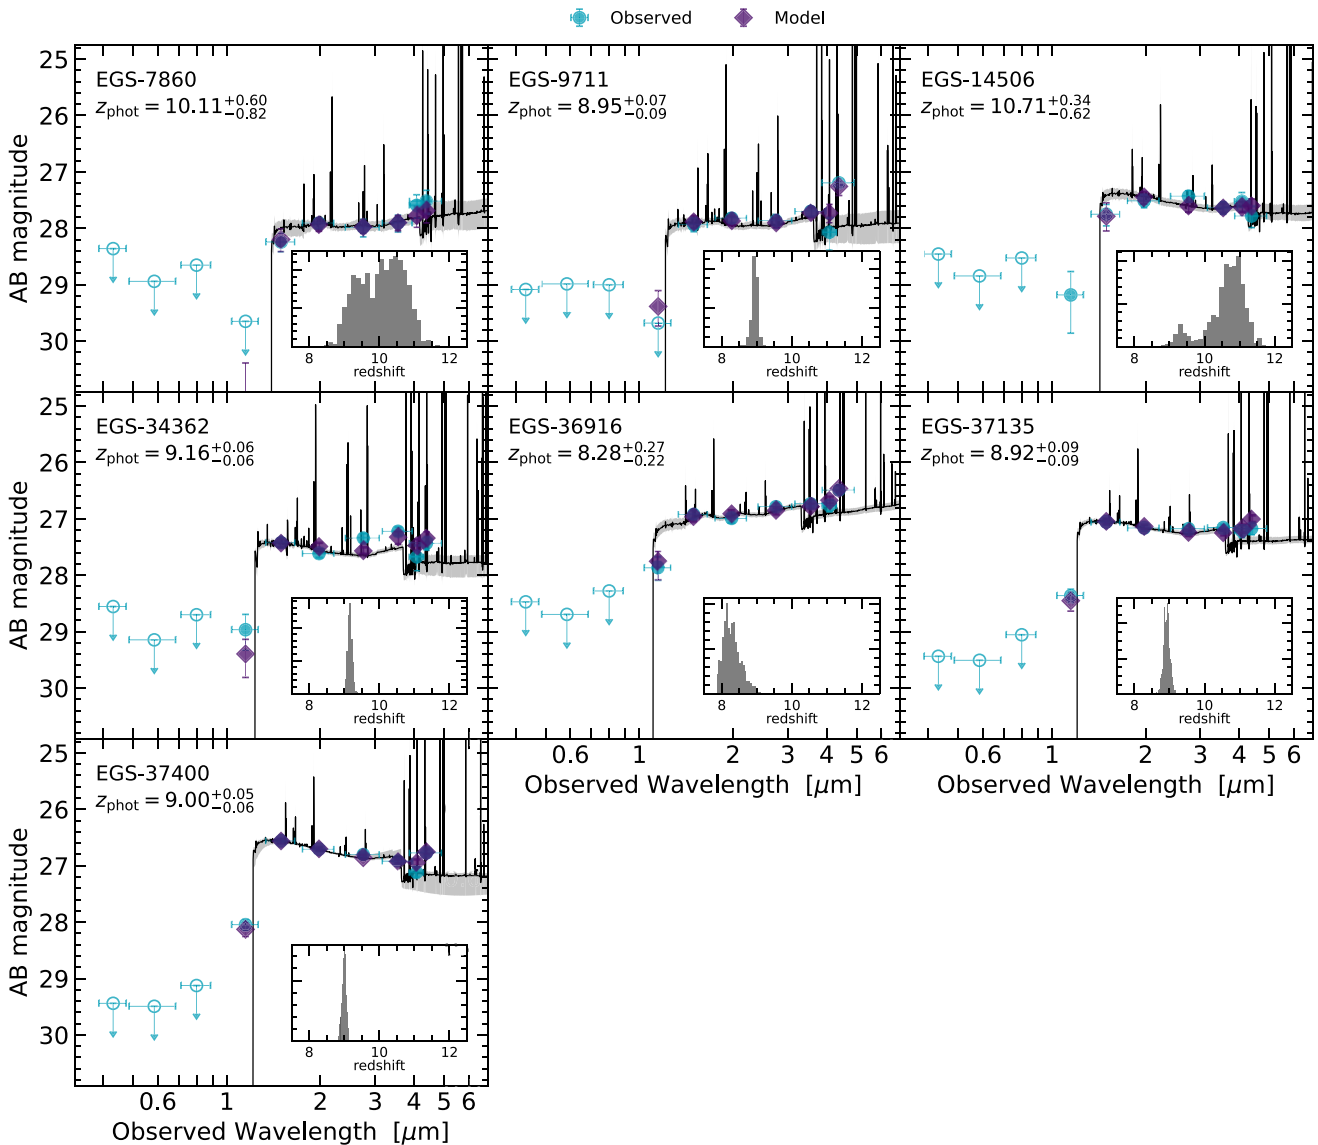 Observed Model
EGS-7860
z_phot = 10.11^{+0.60}_{-0.82}
EGS-9711
z_phot = 8.95^{+0.07}_{-0.09}
EGS-14506
z_phot = 10.71^{+0.34}_{-0.62}
25
26
27
28
29
30
AB magnitude
8 10 12
redshift
8 10 12
redshift
8 10 12
redshift
EGS-34362
z_phot = 9.16^{+0.06}_{-0.06}
EGS-36916
z_phot = 8.28^{+0.27}_{-0.22}
EGS-37135
z_phot = 8.92^{+0.09}_{-0.09}
25
26
27
28
29
30
AB magnitude
8 10 12
redshift
8 10 12
redshift
8 10 12
redshift
0.6 1 2 3 4 5 6
Observed Wavelength [μm]
0.6 1 2 3 4 5 6
Observed Wavelength [μm]
EGS-37400
z_phot = 9.00^{+0.05}_{-0.06}
25
26
27
28
29
30
AB magnitude
8 10 12
redshift
0.6 1 2 3 4 5 6
Observed Wavelength [μm]